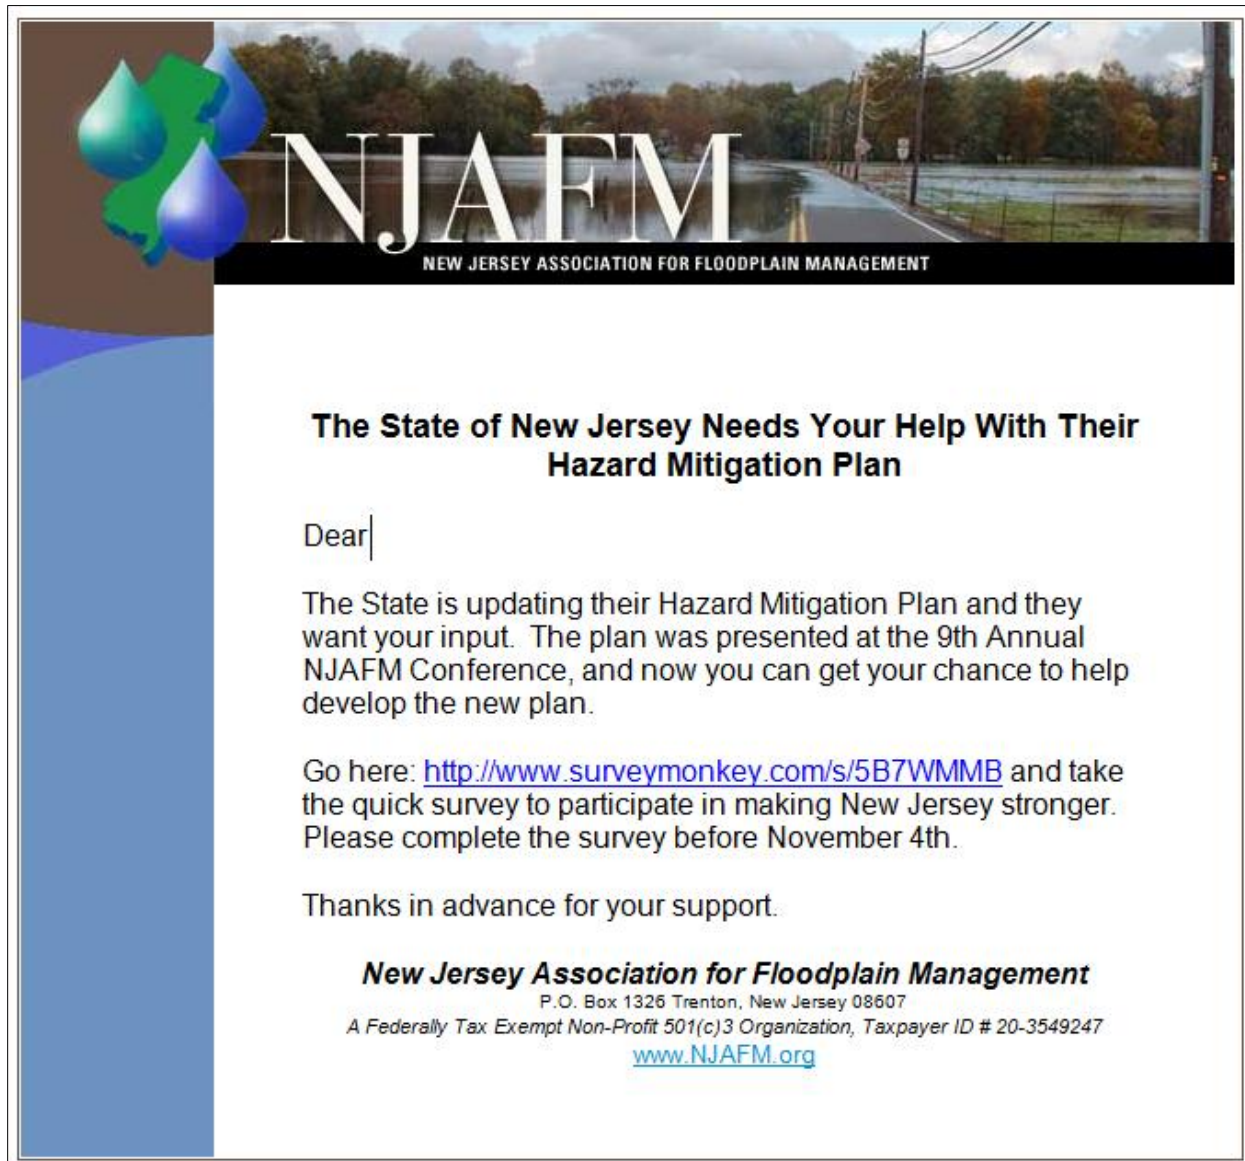 NJAFM
NEW JERSEY ASSOCIATION FOR FLOODPLAIN MANAGEMENT
The State of New Jersey Needs Your Help With Their
Hazard Mitigation Plan
Dear
The State is updating their Hazard Mitigation Plan and they
want your input.  The plan was presented at the 9th Annual
NJAFM Conference, and now you can get your chance to help
develop the new plan.
Go here: http://www.surveymonkey.com/s/5B7WMMB and take
the quick survey to participate in making New Jersey stronger.
Please complete the survey before November 4th.
Thanks in advance for your support.
New Jersey Association for Floodplain Management
P.O. Box 1326 Trenton, New Jersey 08607
A Federally Tax Exempt Non-Profit 501(c)3 Organization, Taxpayer ID # 20-3549247
www.NJAFM.org